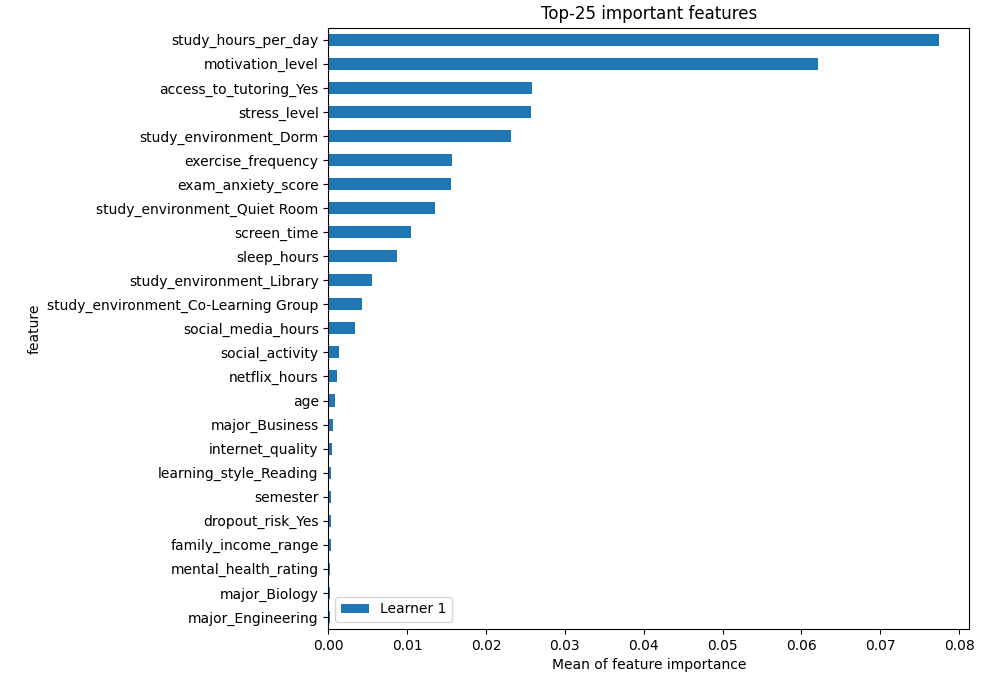 Top-25 important features
study_hours_per_day
motivation_level
access_to_tutoring_Yes
stress_level
study_environment_Dorm
exercise_frequency
exam_anxiety_score
study_environment_Quiet Room
screen_time
sleep_hours
study_environment_Library
study_environment_Co-Learning Group
social_media_hours
social_activity
netflix_hours
age
major_Business
internet_quality
learning_style_Reading
semester
dropout_risk_Yes
family_income_range
mental_health_rating
major_Biology
major_Engineering
feature
Learner 1
0.00 0.01 0.02 0.03 0.04 0.05 0.06 0.07 0.08
Mean of feature importance